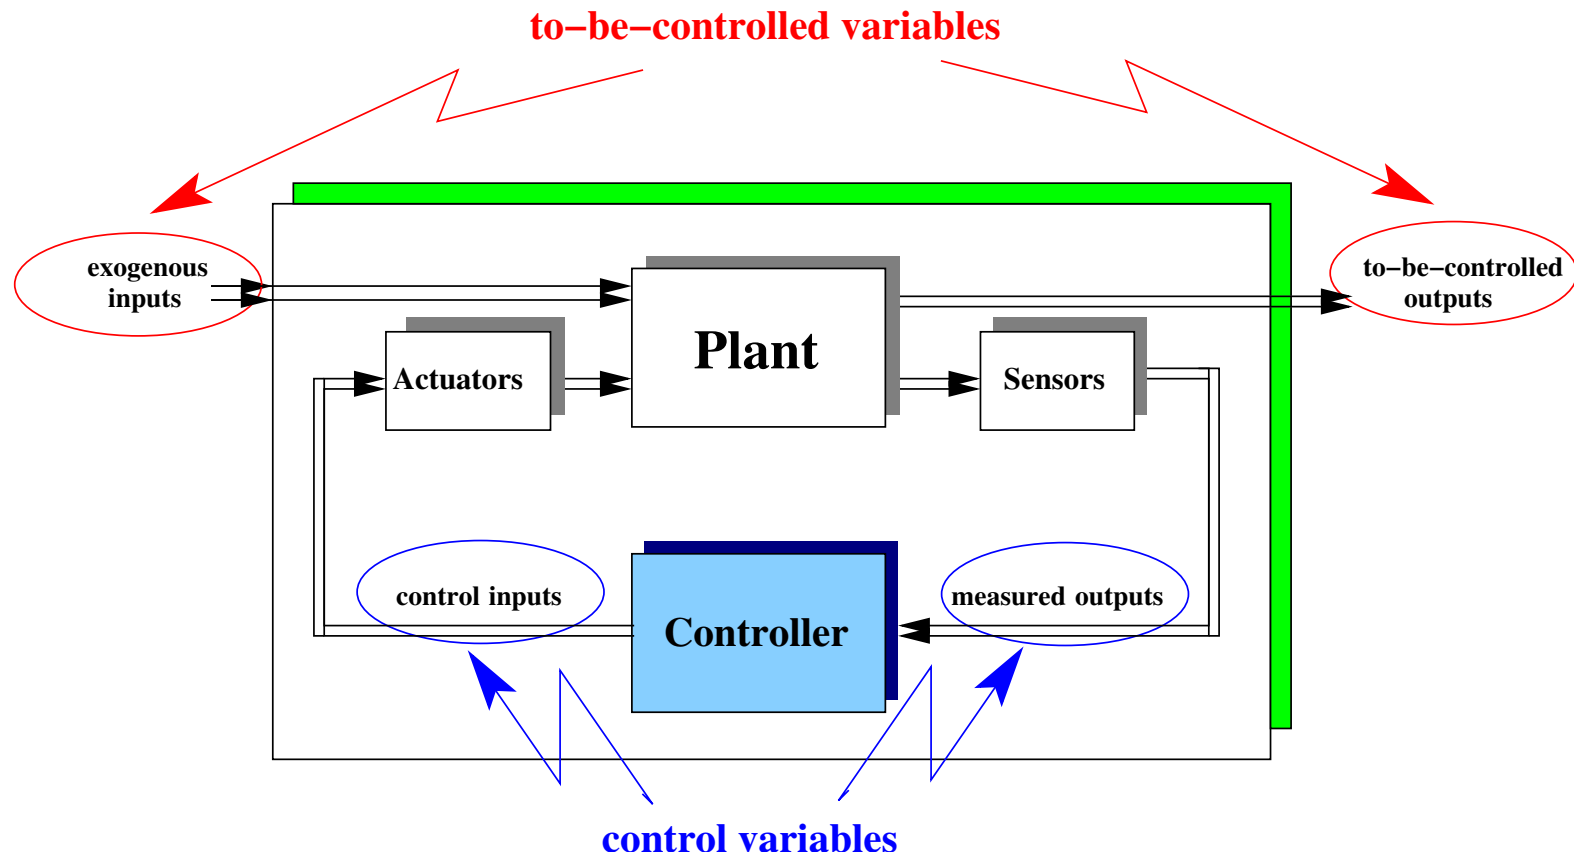 to–be–controlled variables
exogenous
inputs
to–be–controlled
outputs
Plant
Actuators
Sensors
control inputs
measured outputs
Controller
control variables